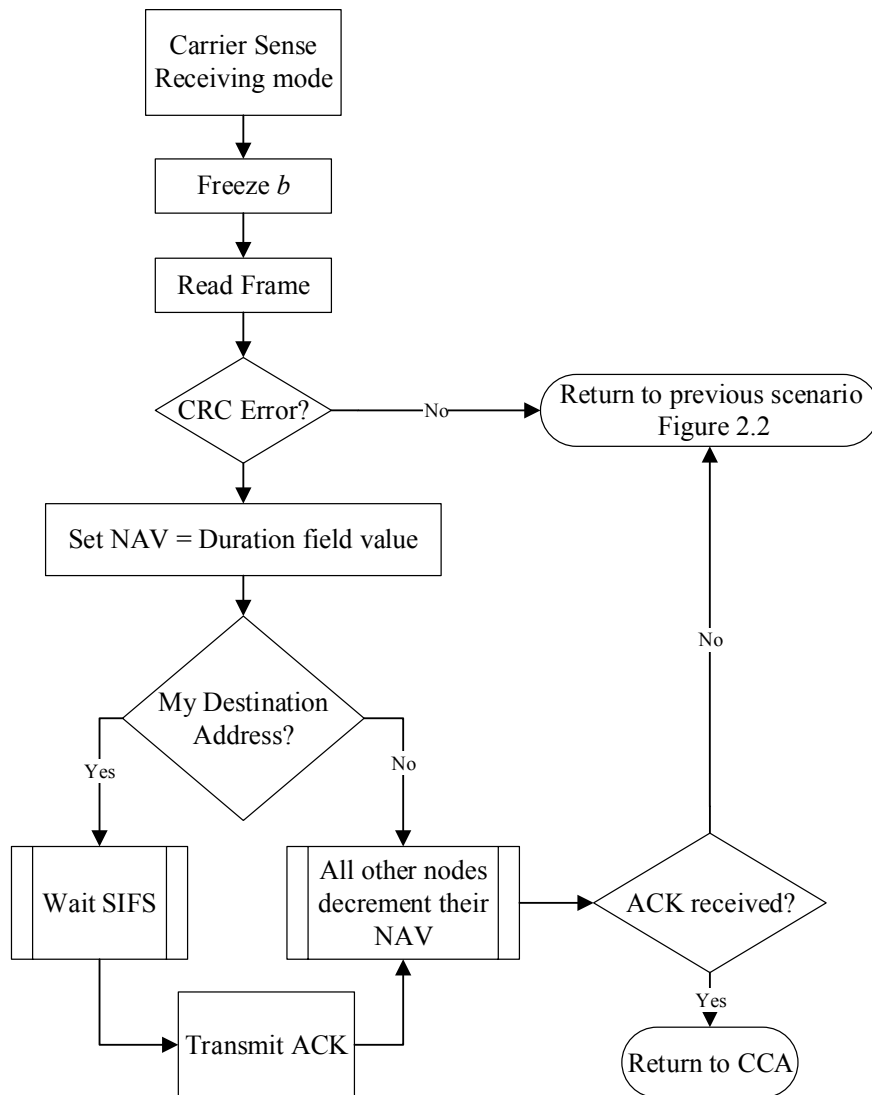 Carrier Sense
Receiving mode
Freeze b
Read Frame
CRC Error?
No
Return to previous scenario
Figure 2.2
Set NAV = Duration field value
My Destination
Address?
Yes
No
No
Wait SIFS
All other nodes
decrement their
NAV
ACK received?
Transmit ACK
Yes
Return to CCA